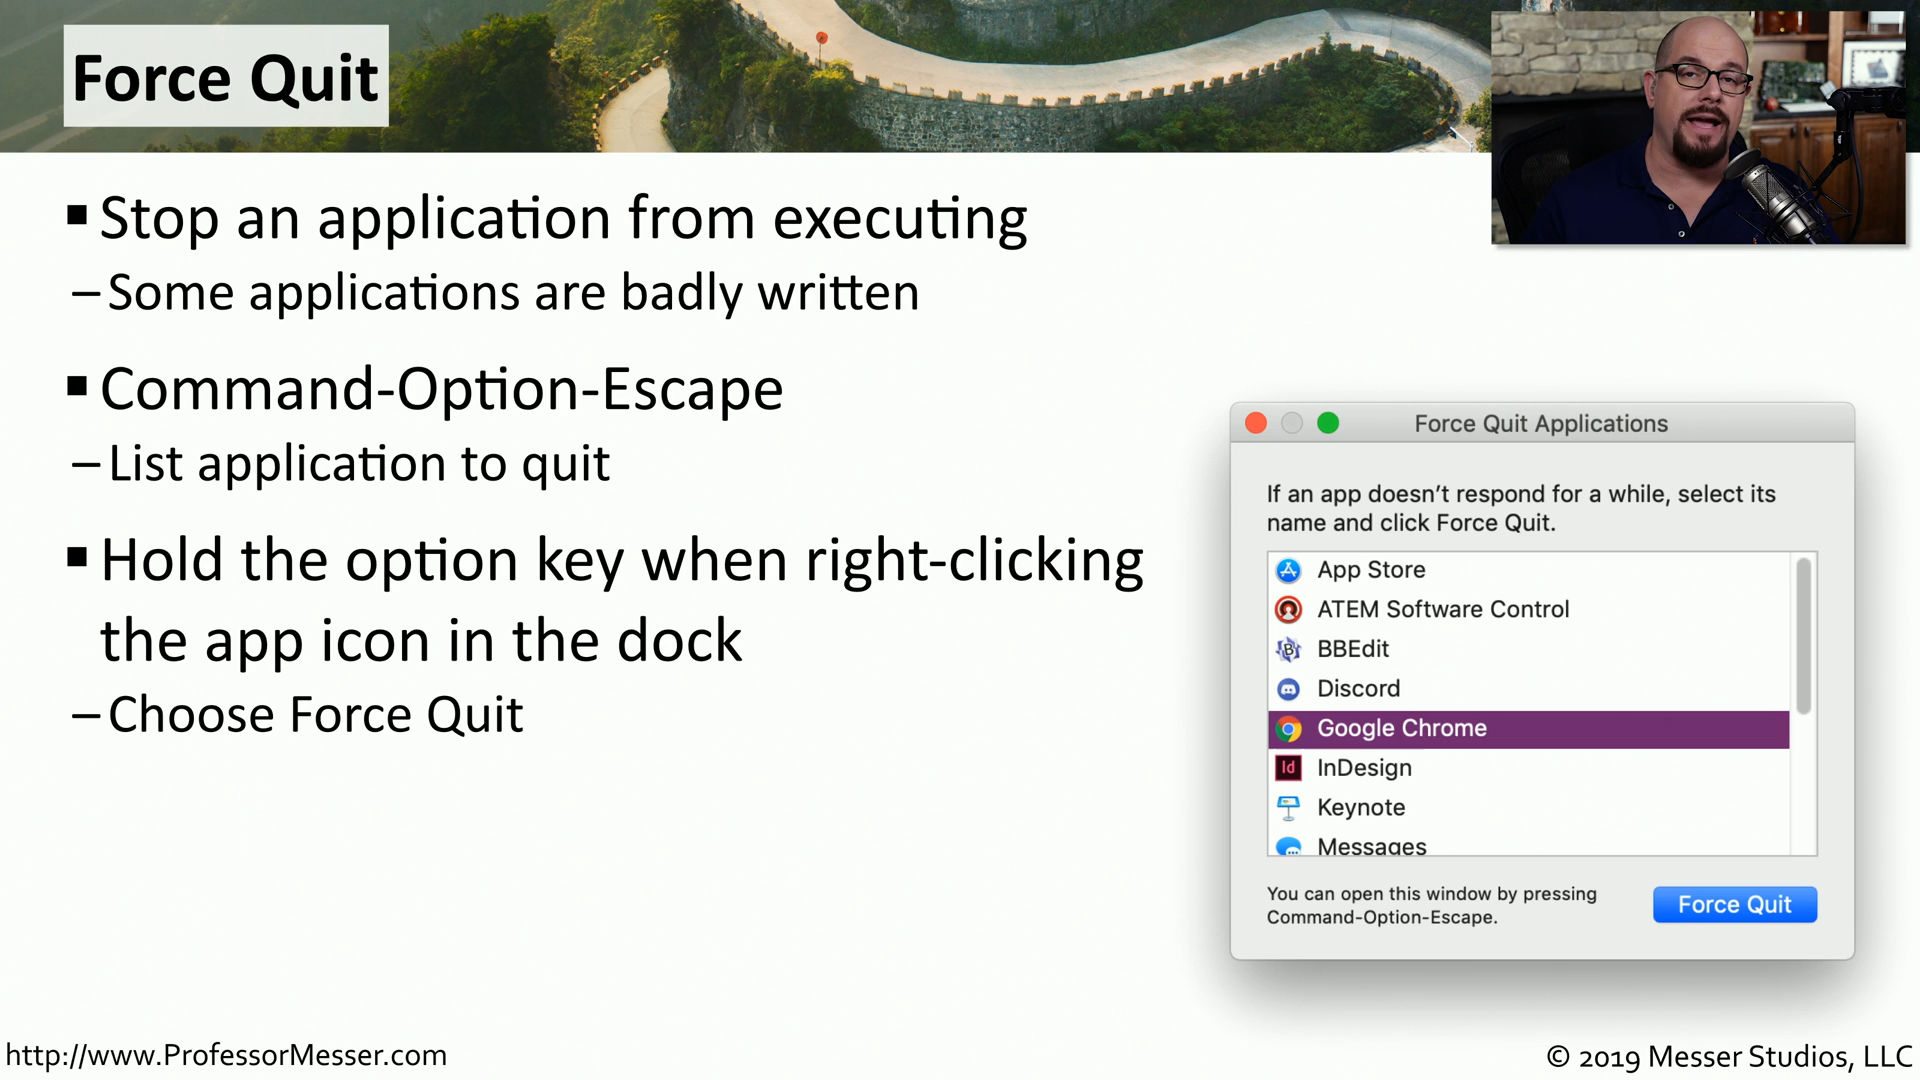 Force Quit
▪ Stop an application from executing
– Some applications are badly written
▪ Command-Option-Escape
– List application to quit
▪ Hold the option key when right-clicking
the app icon in the dock
– Choose Force Quit
Force Quit Applications
If an app doesn’t respond for a while, select its
name and click Force Quit.
App Store
ATEM Software Control
BBEdit
Discord
Google Chrome
Id InDesign
Keynote
Messages
You can open this window by pressing
Command-Option-Escape.
Force Quit
http://www.ProfessorMesser.com
© 2019 Messer Studios, LLC